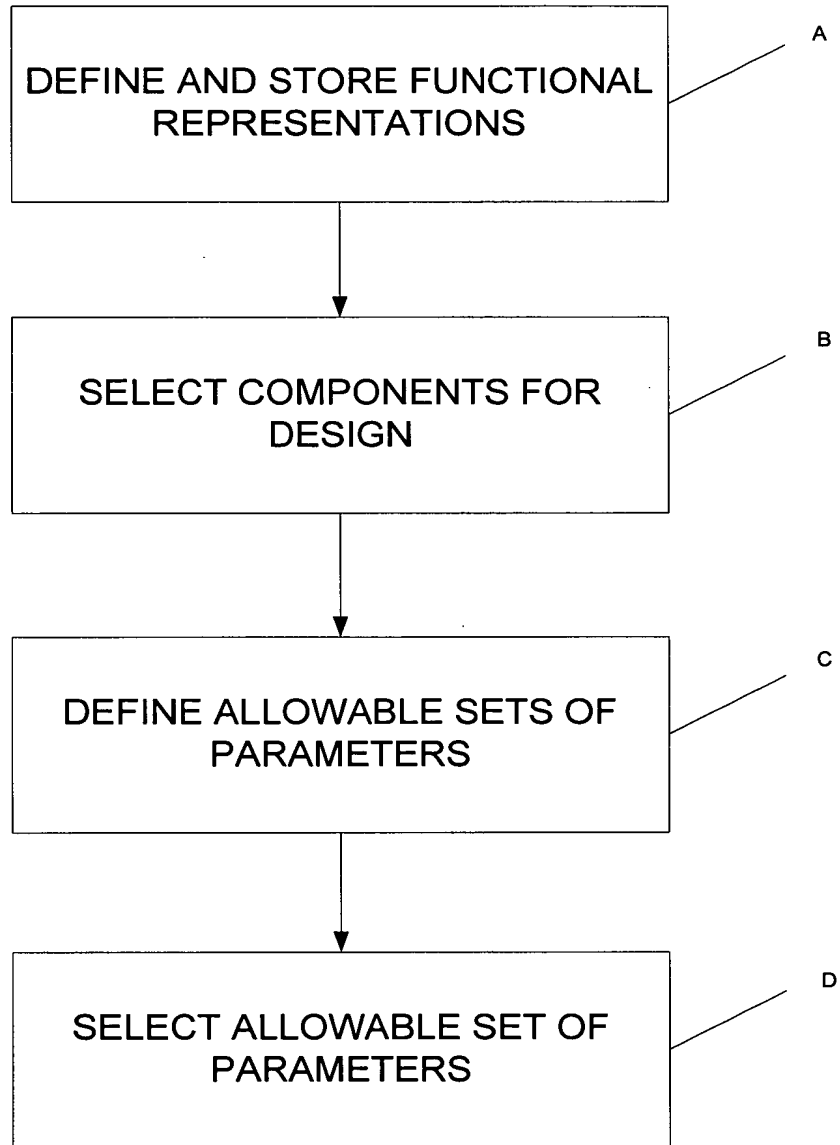 A
DEFINE AND STORE FUNCTIONAL
REPRESENTATIONS
B
SELECT COMPONENTS FOR
DESIGN
C
DEFINE ALLOWABLE SETS OF
PARAMETERS
D
SELECT ALLOWABLE SET OF
PARAMETERS